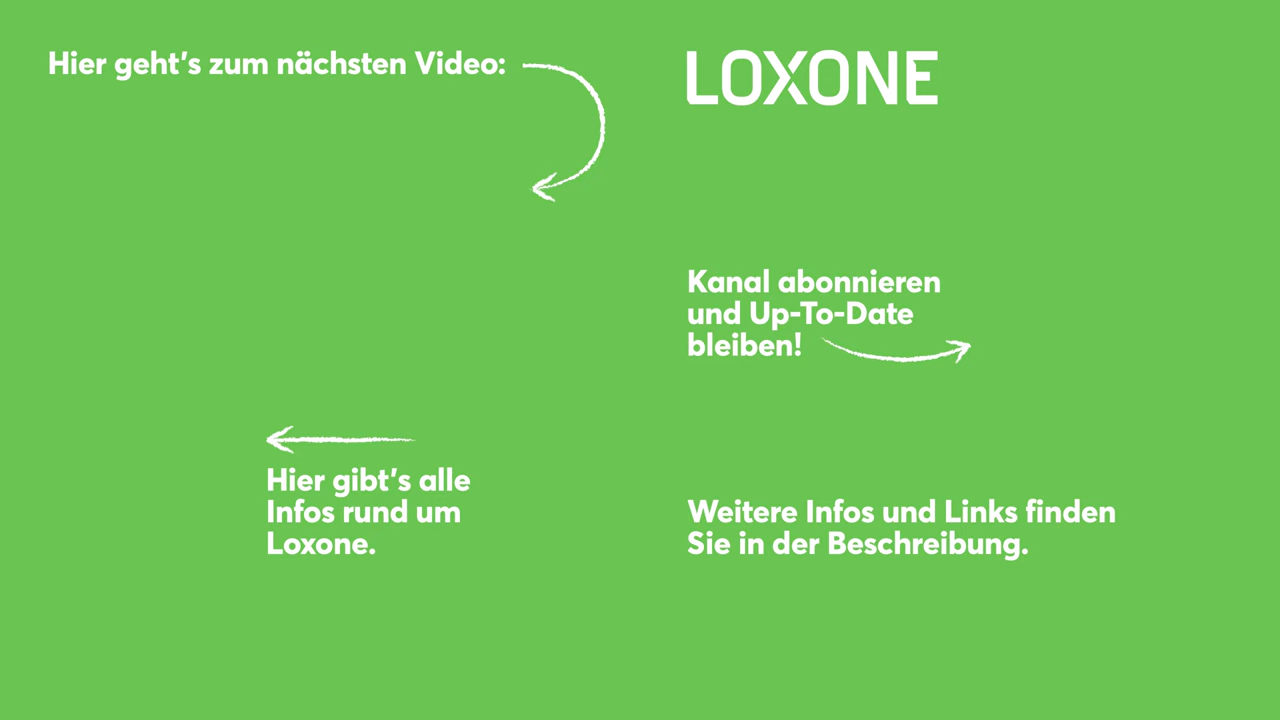 Hier geht's zum nächsten Video:
LOXONE
Kanal abonnieren
und Up-To-Date
bleiben!
Hier gibt's alle
Infos rund um
Loxone.
Weitere Infos und Links finden
Sie in der Beschreibung.